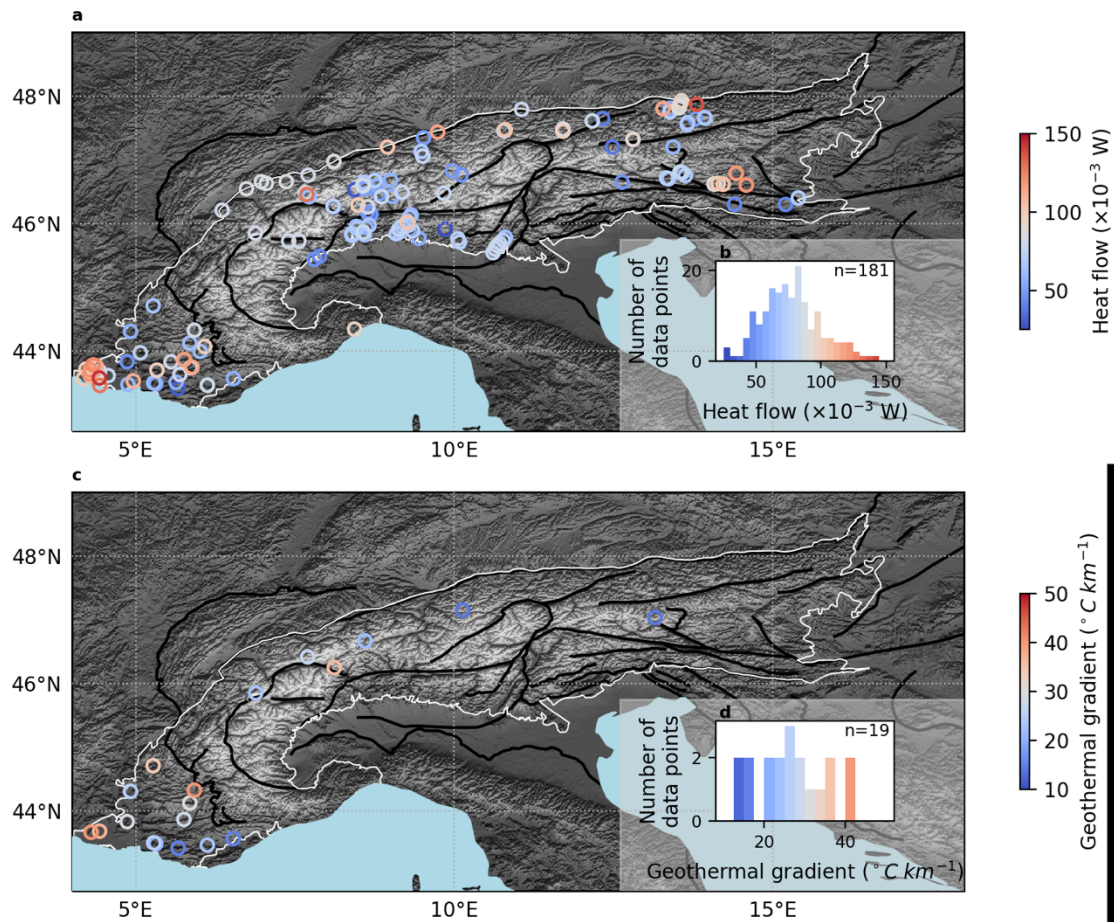 a
48°N
46°N
44°N
5°E
10°E
15°E
150
100
50
Heat flow (×10⁻³ W)
b
n=181
20
0
Number of
data points
50
100
150
Heat flow (×10⁻³ W)
c
48°N
46°N
44°N
5°E
10°E
15°E
50
40
30
20
10
Geothermal gradient (°C km⁻¹)
d
n=19
2
0
Number of
data points
20
40
Geothermal gradient (°C km⁻¹)